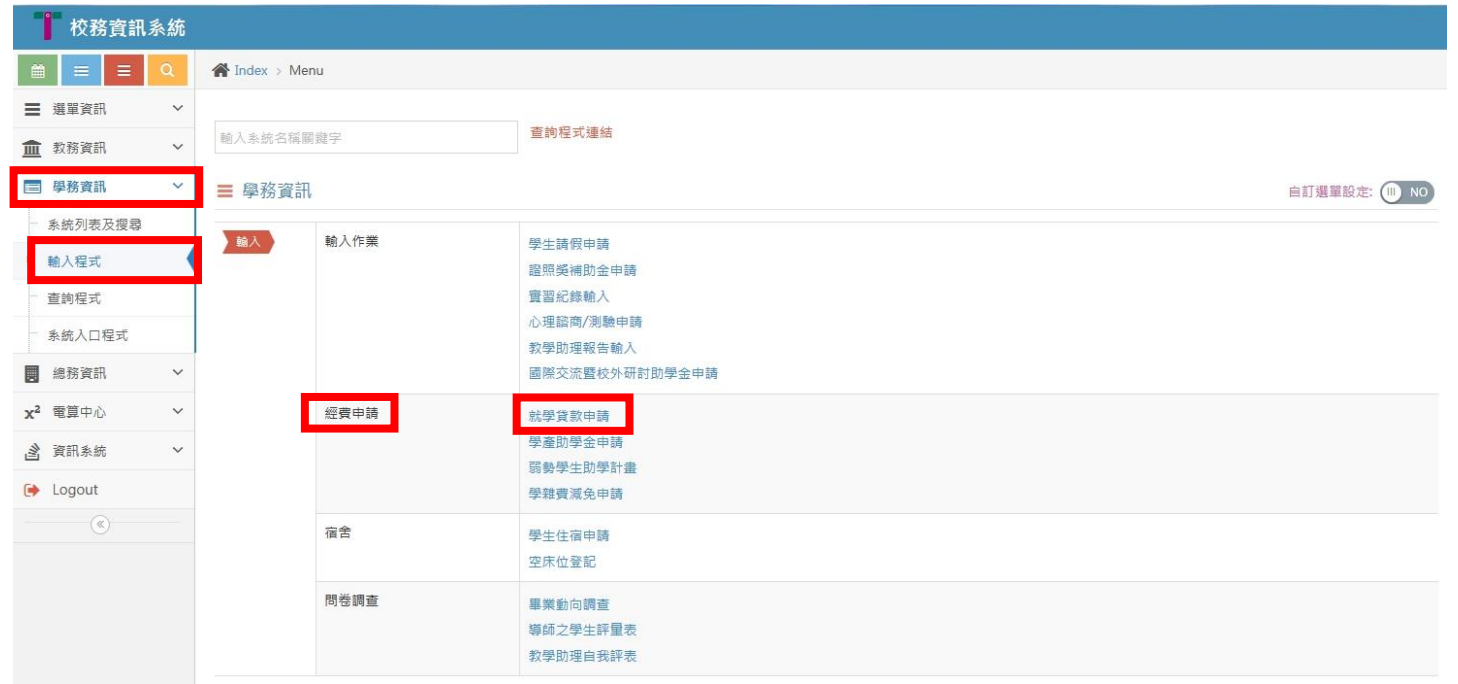 校務資訊系統
Index > Menu
選單資訊
教務資訊
學務資訊
系統列表及搜尋
輸入程式
查詢程式
系統入口程式
總務資訊
x² 電算中心
資訊系統
Logout
輸入系統名稱關鍵字
查詢程式連結
學務資訊
自訂選單設定: NO
輸入
輸入作業
學生請假申請
證照獎補助金申請
實習紀錄輸入
心理諮商/測驗申請
教學助理報告輸入
國際交流暨校外研討助學金申請
經費申請
就學貸款申請
學產助學金申請
弱勢學生助學計畫
學雜費減免申請
宿舍
學生住宿申請
空床位登記
問卷調查
畢業動向調查
導師之學生評量表
教學助理自我評表